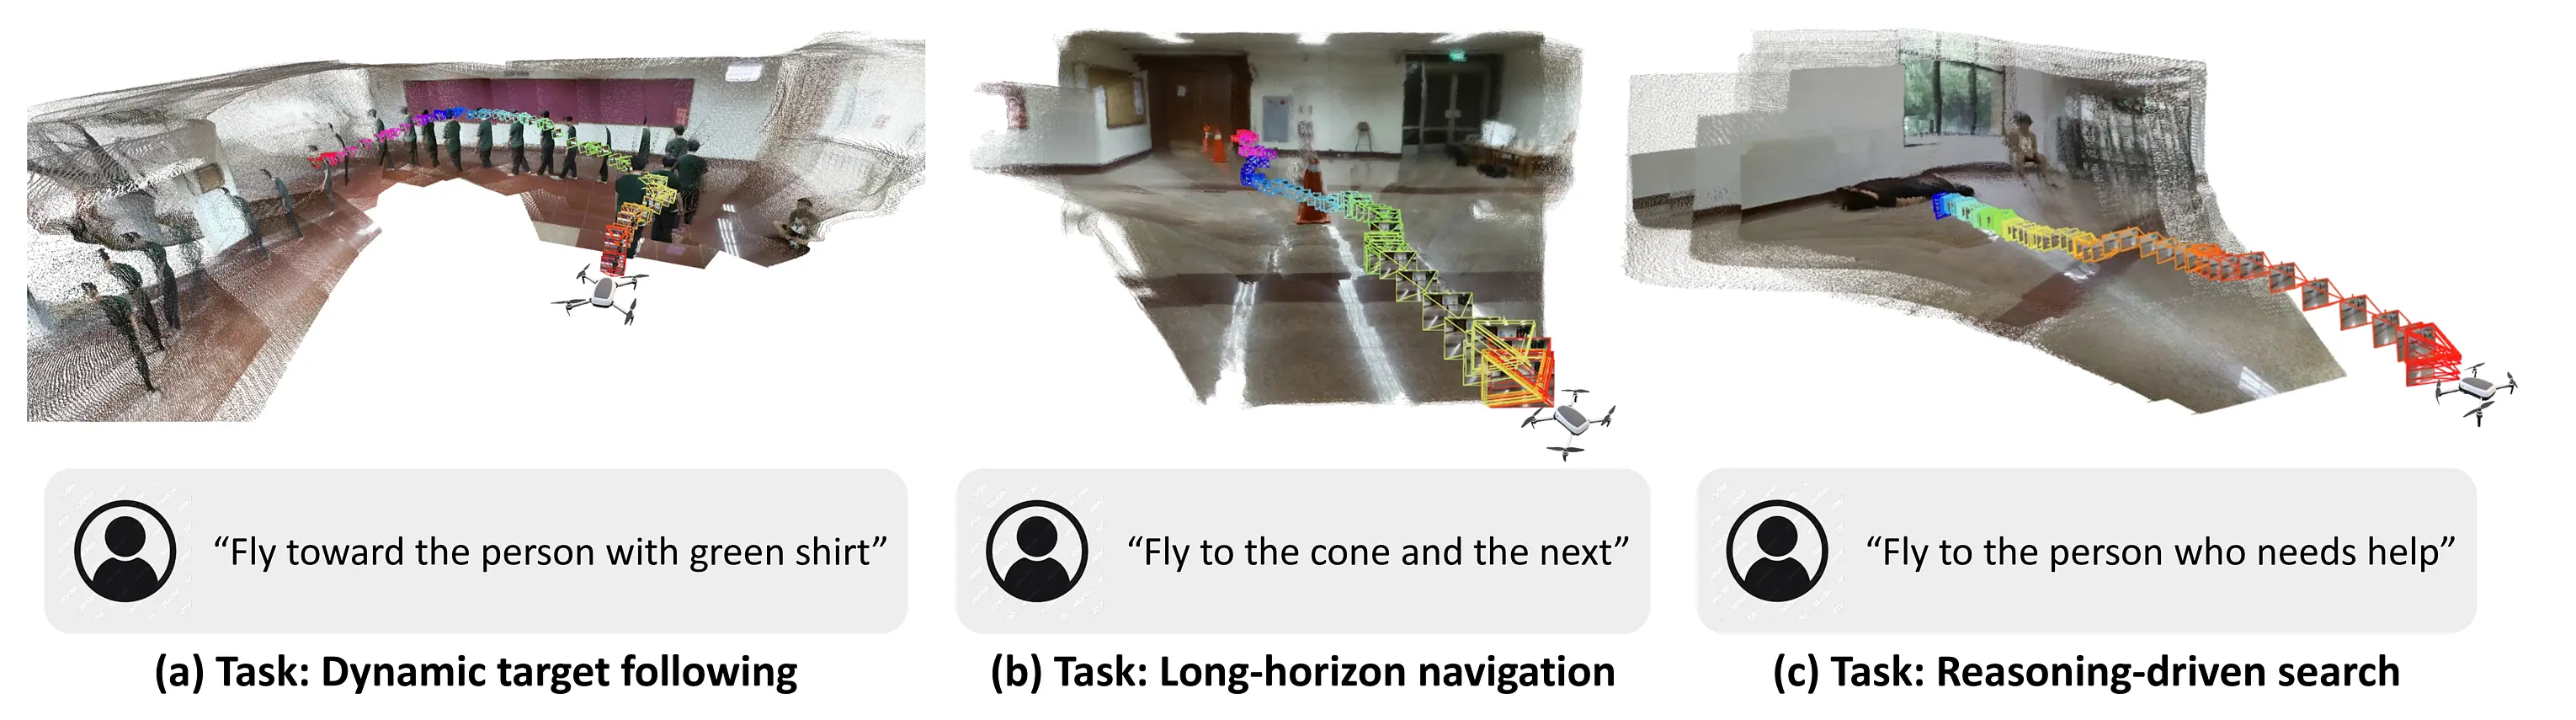 “Fly toward the person with green shirt”
“Fly to the cone and the next”
“Fly to the person who needs help”
(a) Task: Dynamic target following
(b) Task: Long-horizon navigation
(c) Task: Reasoning-driven search